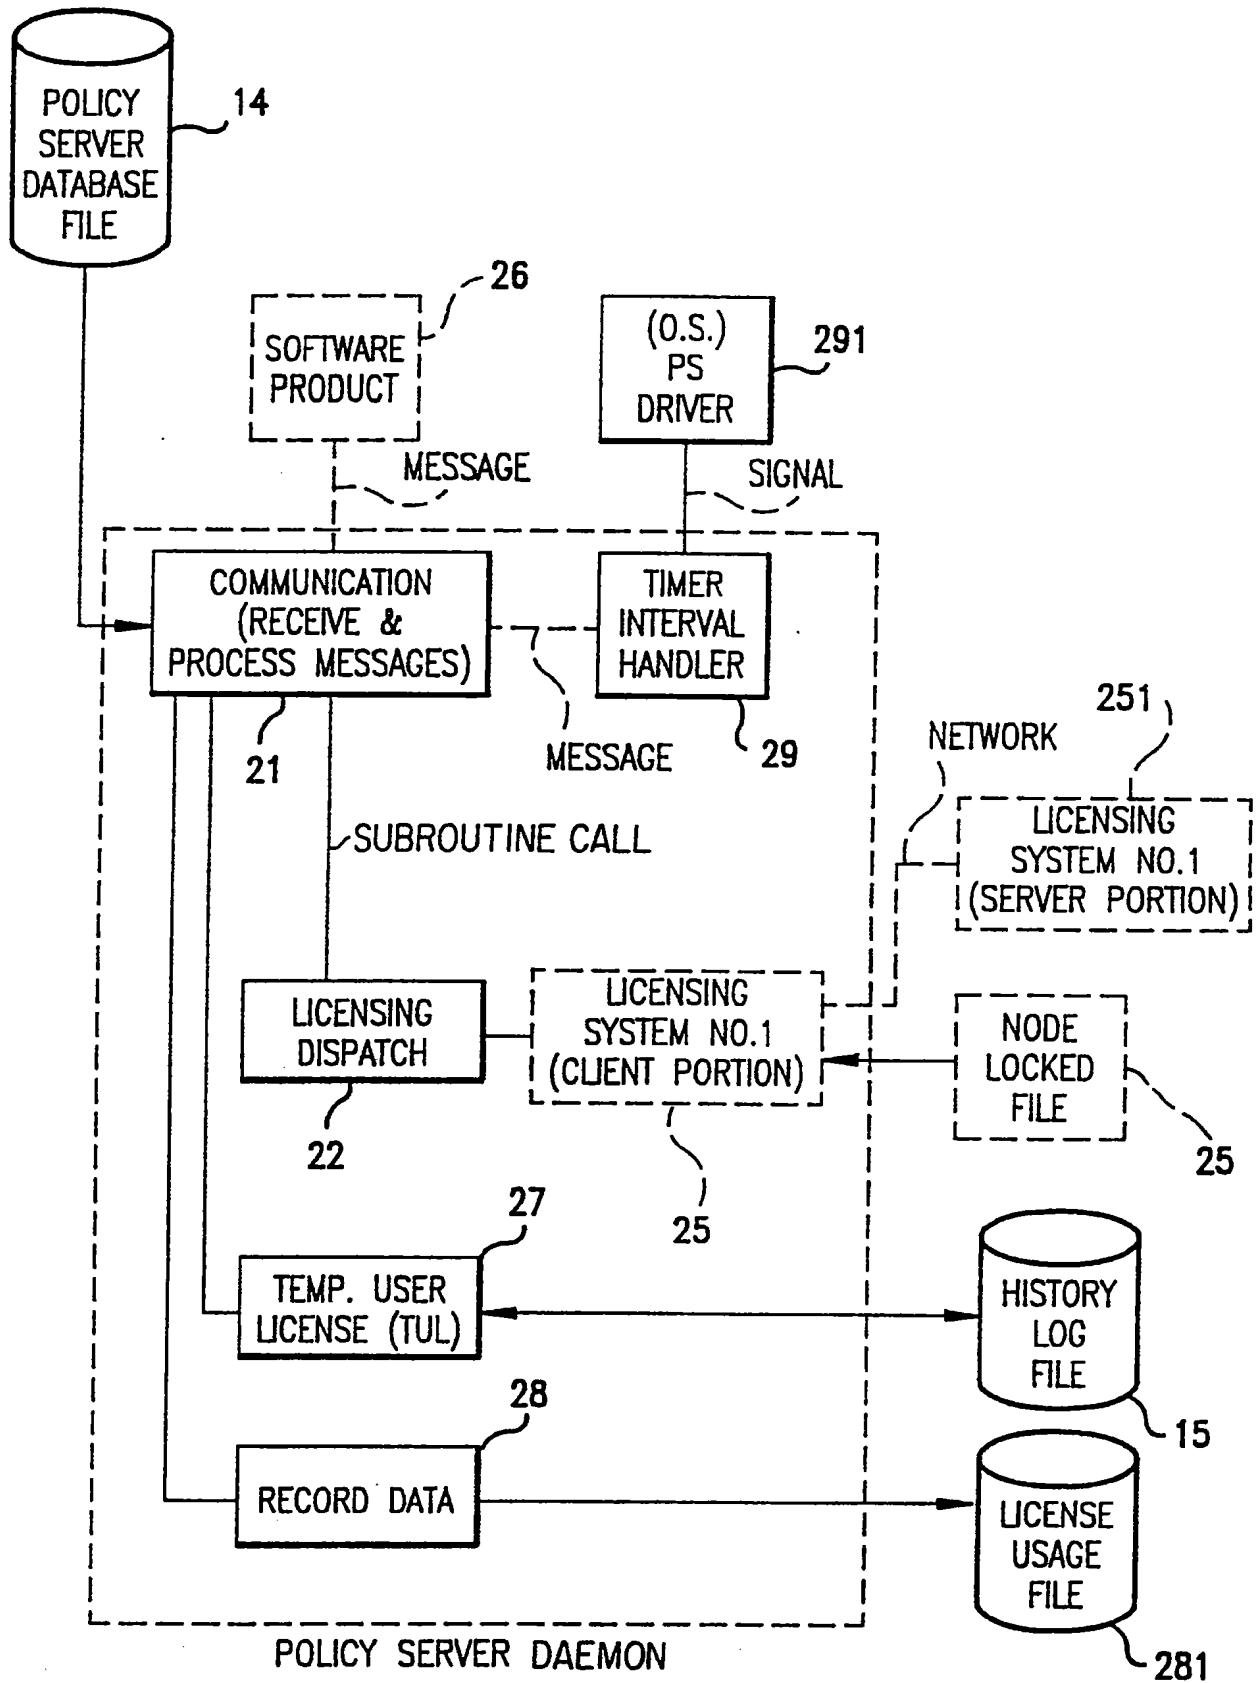 POLICY
SERVER
DATABASE
FILE
14
SOFTWARE
PRODUCT
26
(O.S.)
PS
DRIVER
291
MESSAGE
SIGNAL
COMMUNICATION
(RECEIVE &
PROCESS MESSAGES)
21
TIMER
INTERVAL
HANDLER
29
MESSAGE
SUBROUTINE CALL
NETWORK
251
LICENSING
SYSTEM NO.1
(SERVER PORTION)
LICENSING
DISPATCH
22
LICENSING
SYSTEM NO.1
(CLIENT PORTION)
25
NODE
LOCKED
FILE
25
TEMP. USER
LICENSE (TUL)
27
HISTORY
LOG
FILE
15
RECORD DATA
28
LICENSE
USAGE
FILE
281
POLICY SERVER DAEMON